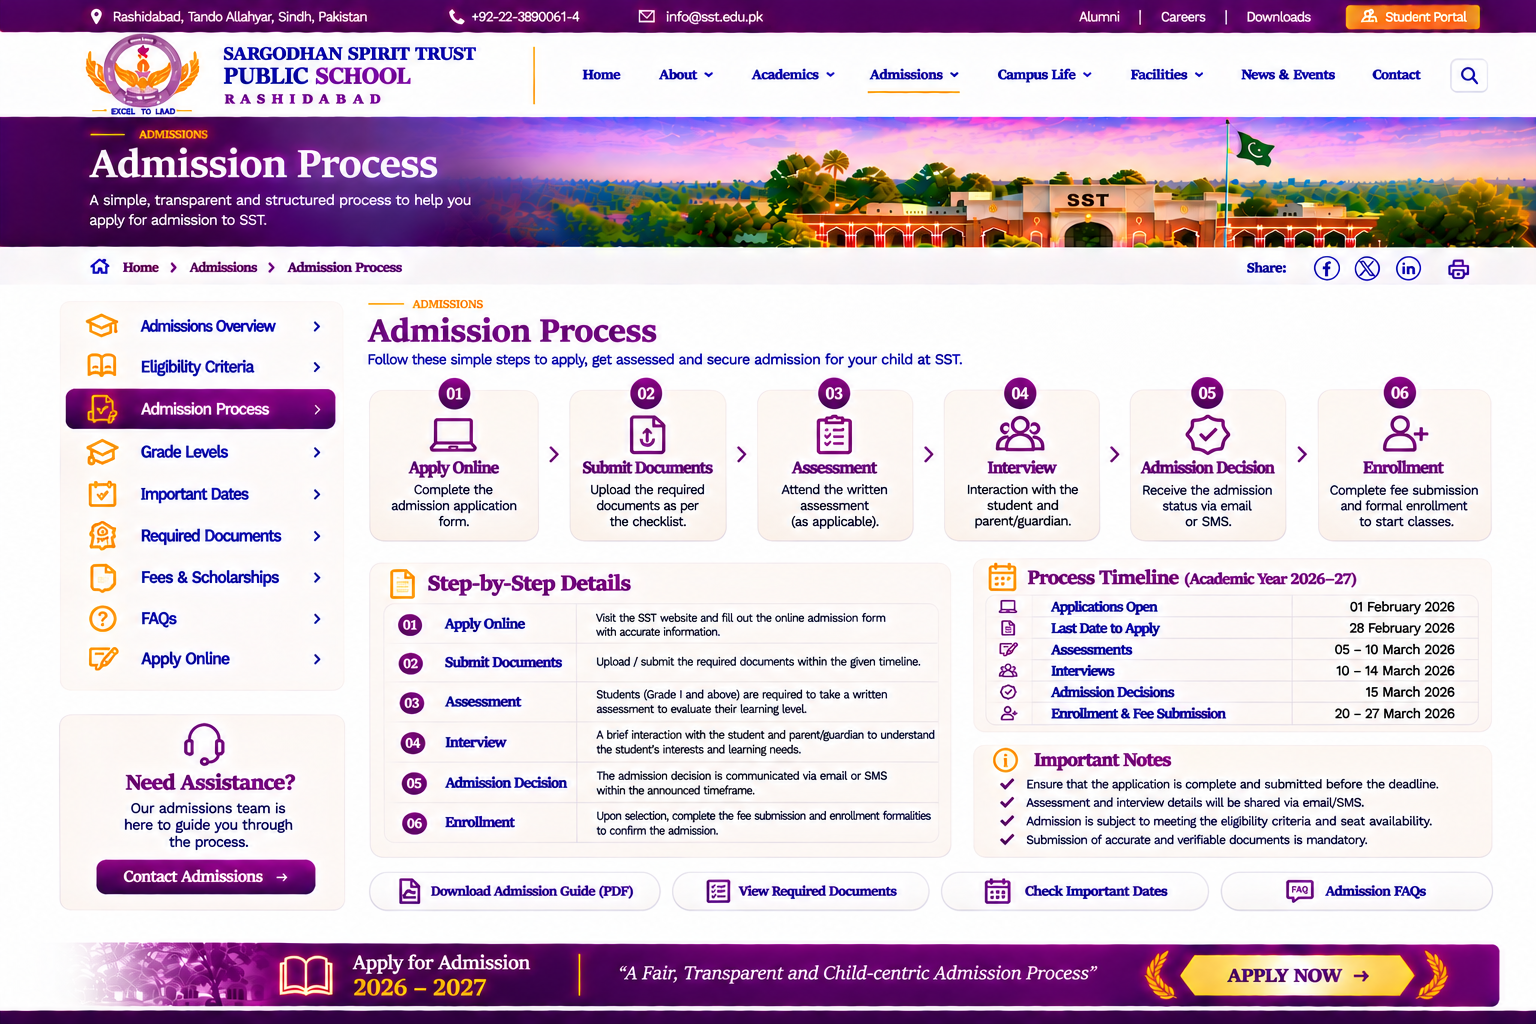 Rashidabad, Tando Allahyar, Sindh, Pakistan
+92-22-3890061-4
info@sst.edu.pk
Alumni | Careers | Downloads
Student Portal
EXCEL TO LAAD
SARGODHAN SPIRIT TRUST
PUBLIC SCHOOL
RASHIDABAD
Home
About
Academics
Admissions
Campus Life
Facilities
News & Events
Contact
ADMISSIONS
Admission Process
A simple, transparent and structured process to help you
apply for admission to SST.
SST
Home > Admissions > Admission Process
Share:
Admissions Overview
Eligibility Criteria
Admission Process
Grade Levels
Important Dates
Required Documents
Fees & Scholarships
FAQs
Apply Online
Need Assistance?
Our admissions team is
here to guide you through
the process.
Contact Admissions →
ADMISSIONS
Admission Process
Follow these simple steps to apply, get assessed and secure admission for your child at SST.
01
Apply Online
Complete the
admission application
form.
02
Submit Documents
Upload the required
documents as per
the checklist.
03
Assessment
Attend the written
assessment
(as applicable).
04
Interview
Interaction with the
student and
parent/guardian.
05
Admission Decision
Receive the admission
status via email
or SMS.
06
Enrollment
Complete fee submission
and formal enrollment
to start classes.
Step-by-Step Details
01 Apply Online
Visit the SST website and fill out the online admission form
with accurate information.
02 Submit Documents
Upload / submit the required documents within the given timeline.
03 Assessment
Students (Grade I and above) are required to take a written
assessment to evaluate their learning level.
04 Interview
A brief interaction with the student and parent/guardian to understand
the student's interests and learning needs.
05 Admission Decision
The admission decision is communicated via email or SMS
within the announced timeframe.
06 Enrollment
Upon selection, complete the fee submission and enrollment formalities
to confirm the admission.
Process Timeline (Academic Year 2026–27)
Applications Open 01 February 2026
Last Date to Apply 28 February 2026
Assessments 05 – 10 March 2026
Interviews 10 – 14 March 2026
Admission Decisions 15 March 2026
Enrollment & Fee Submission 20 – 27 March 2026
Important Notes
Ensure that the application is complete and submitted before the deadline.
Assessment and interview details will be shared via email/SMS.
Admission is subject to meeting the eligibility criteria and seat availability.
Submission of accurate and verifiable documents is mandatory.
Download Admission Guide (PDF)
View Required Documents
Check Important Dates
FAQ
Admission FAQs
Apply for Admission
2026 – 2027
“A Fair, Transparent and Child-centric Admission Process”
APPLY NOW →